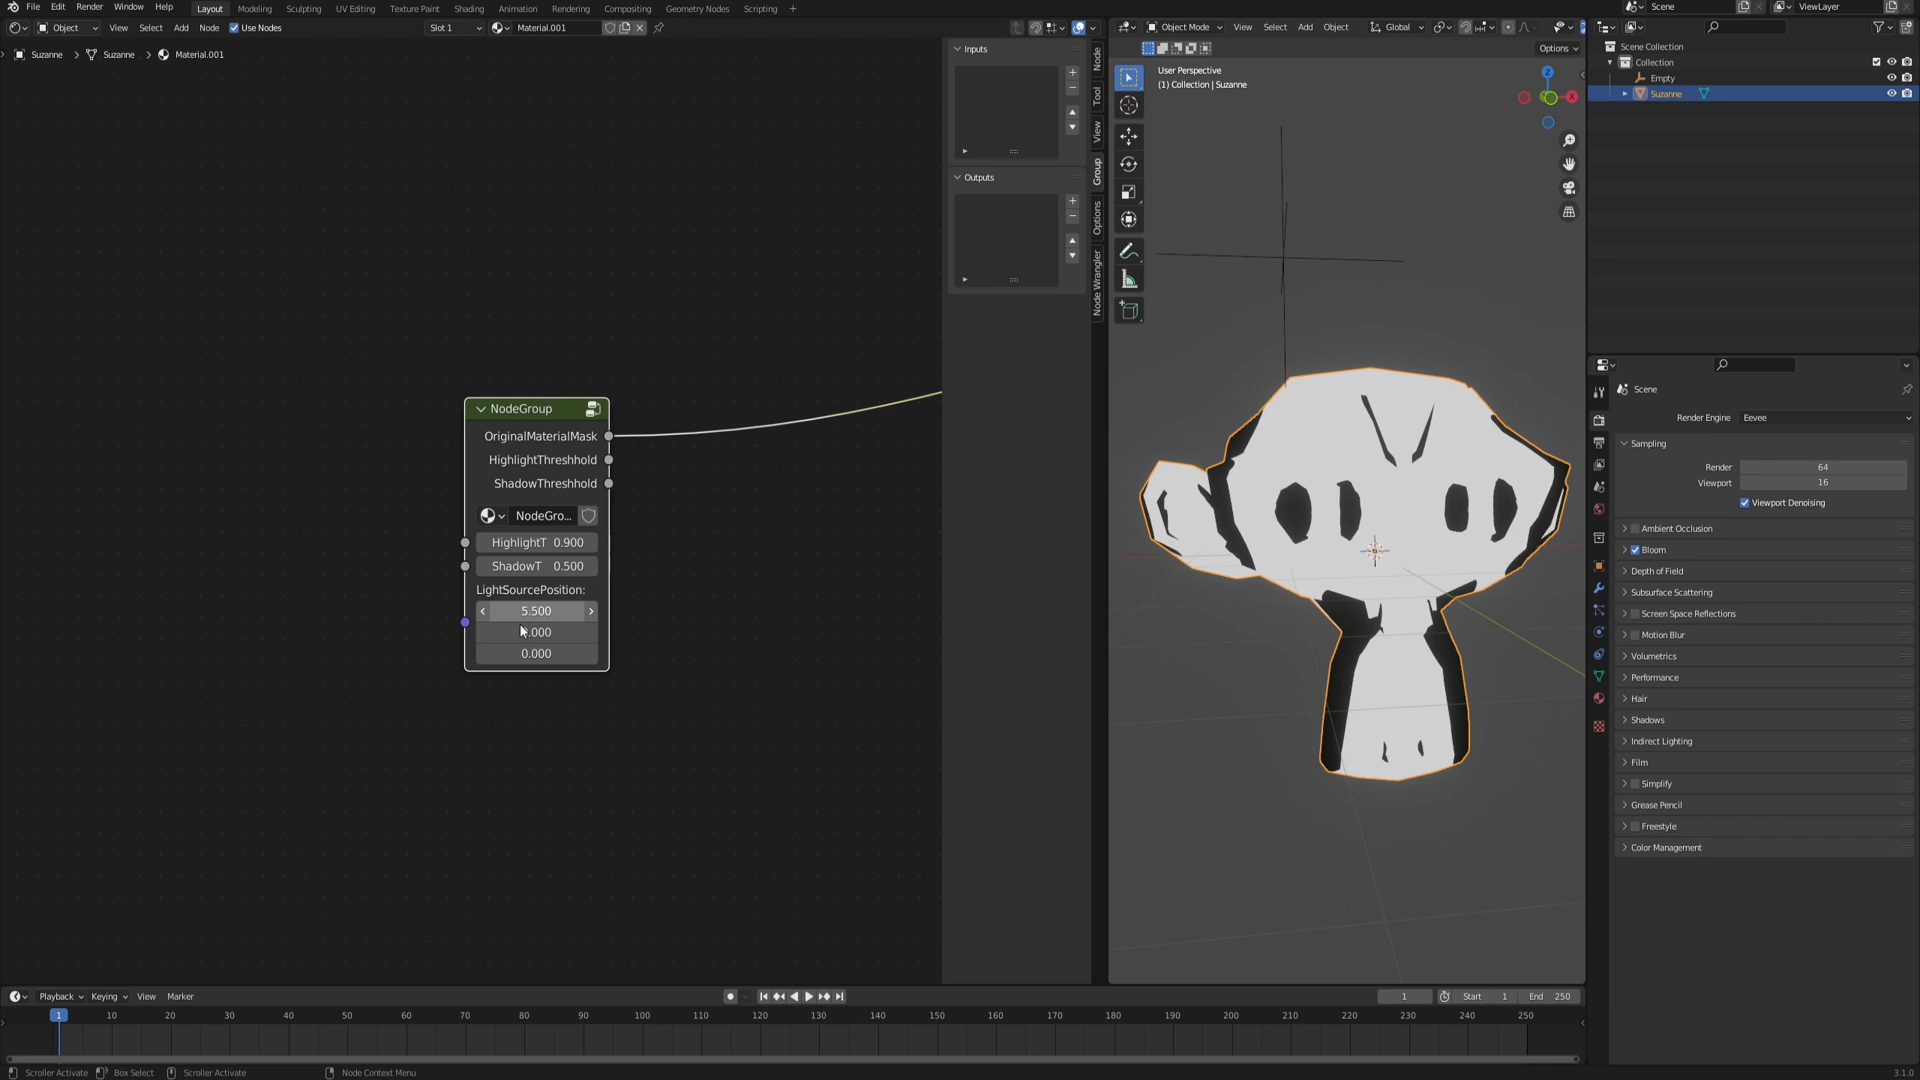 File Edit Render Window Help Layout Modeling Sculpting UV Editing Texture Paint Shading Animation Rendering Compositing Geometry Nodes Scripting + Scene ViewLayer
Object View Select Add Node Use Nodes Slot 1 Material.001
Suzanne > Suzanne > Material.001
Inputs
Outputs
Node
Tool
View
Group
Options
Node Wrangler
NodeGroup
OriginalMaterialMask
HighlightThreshhold
ShadowThreshhold
NodeGro...
HighlightT 0.900
ShadowT 0.500
LightSourcePosition:
5.500
.000
0.000
Object Mode View Select Add Object Global
Options
User Perspective
(1) Collection | Suzanne
Z
X
Scene Collection
Collection
Empty
Suzanne
Scene
Render Engine Eevee
Sampling
Render 64
Viewport 16
Viewport Denoising
Ambient Occlusion
Bloom
Depth of Field
Subsurface Scattering
Screen Space Reflections
Motion Blur
Volumetrics
Performance
Hair
Shadows
Indirect Lighting
Film
Simplify
Grease Pencil
Freestyle
Color Management
Playback Keying View Marker 1 Start 1 End 250
1 10 20 30 40 50 60 70 80 90 100 110 120 130 140 150 160 170 180 190 200 210 220 230 240 250
Scroller Activate Box Select Scroller Activate Node Context Menu 3.1.0